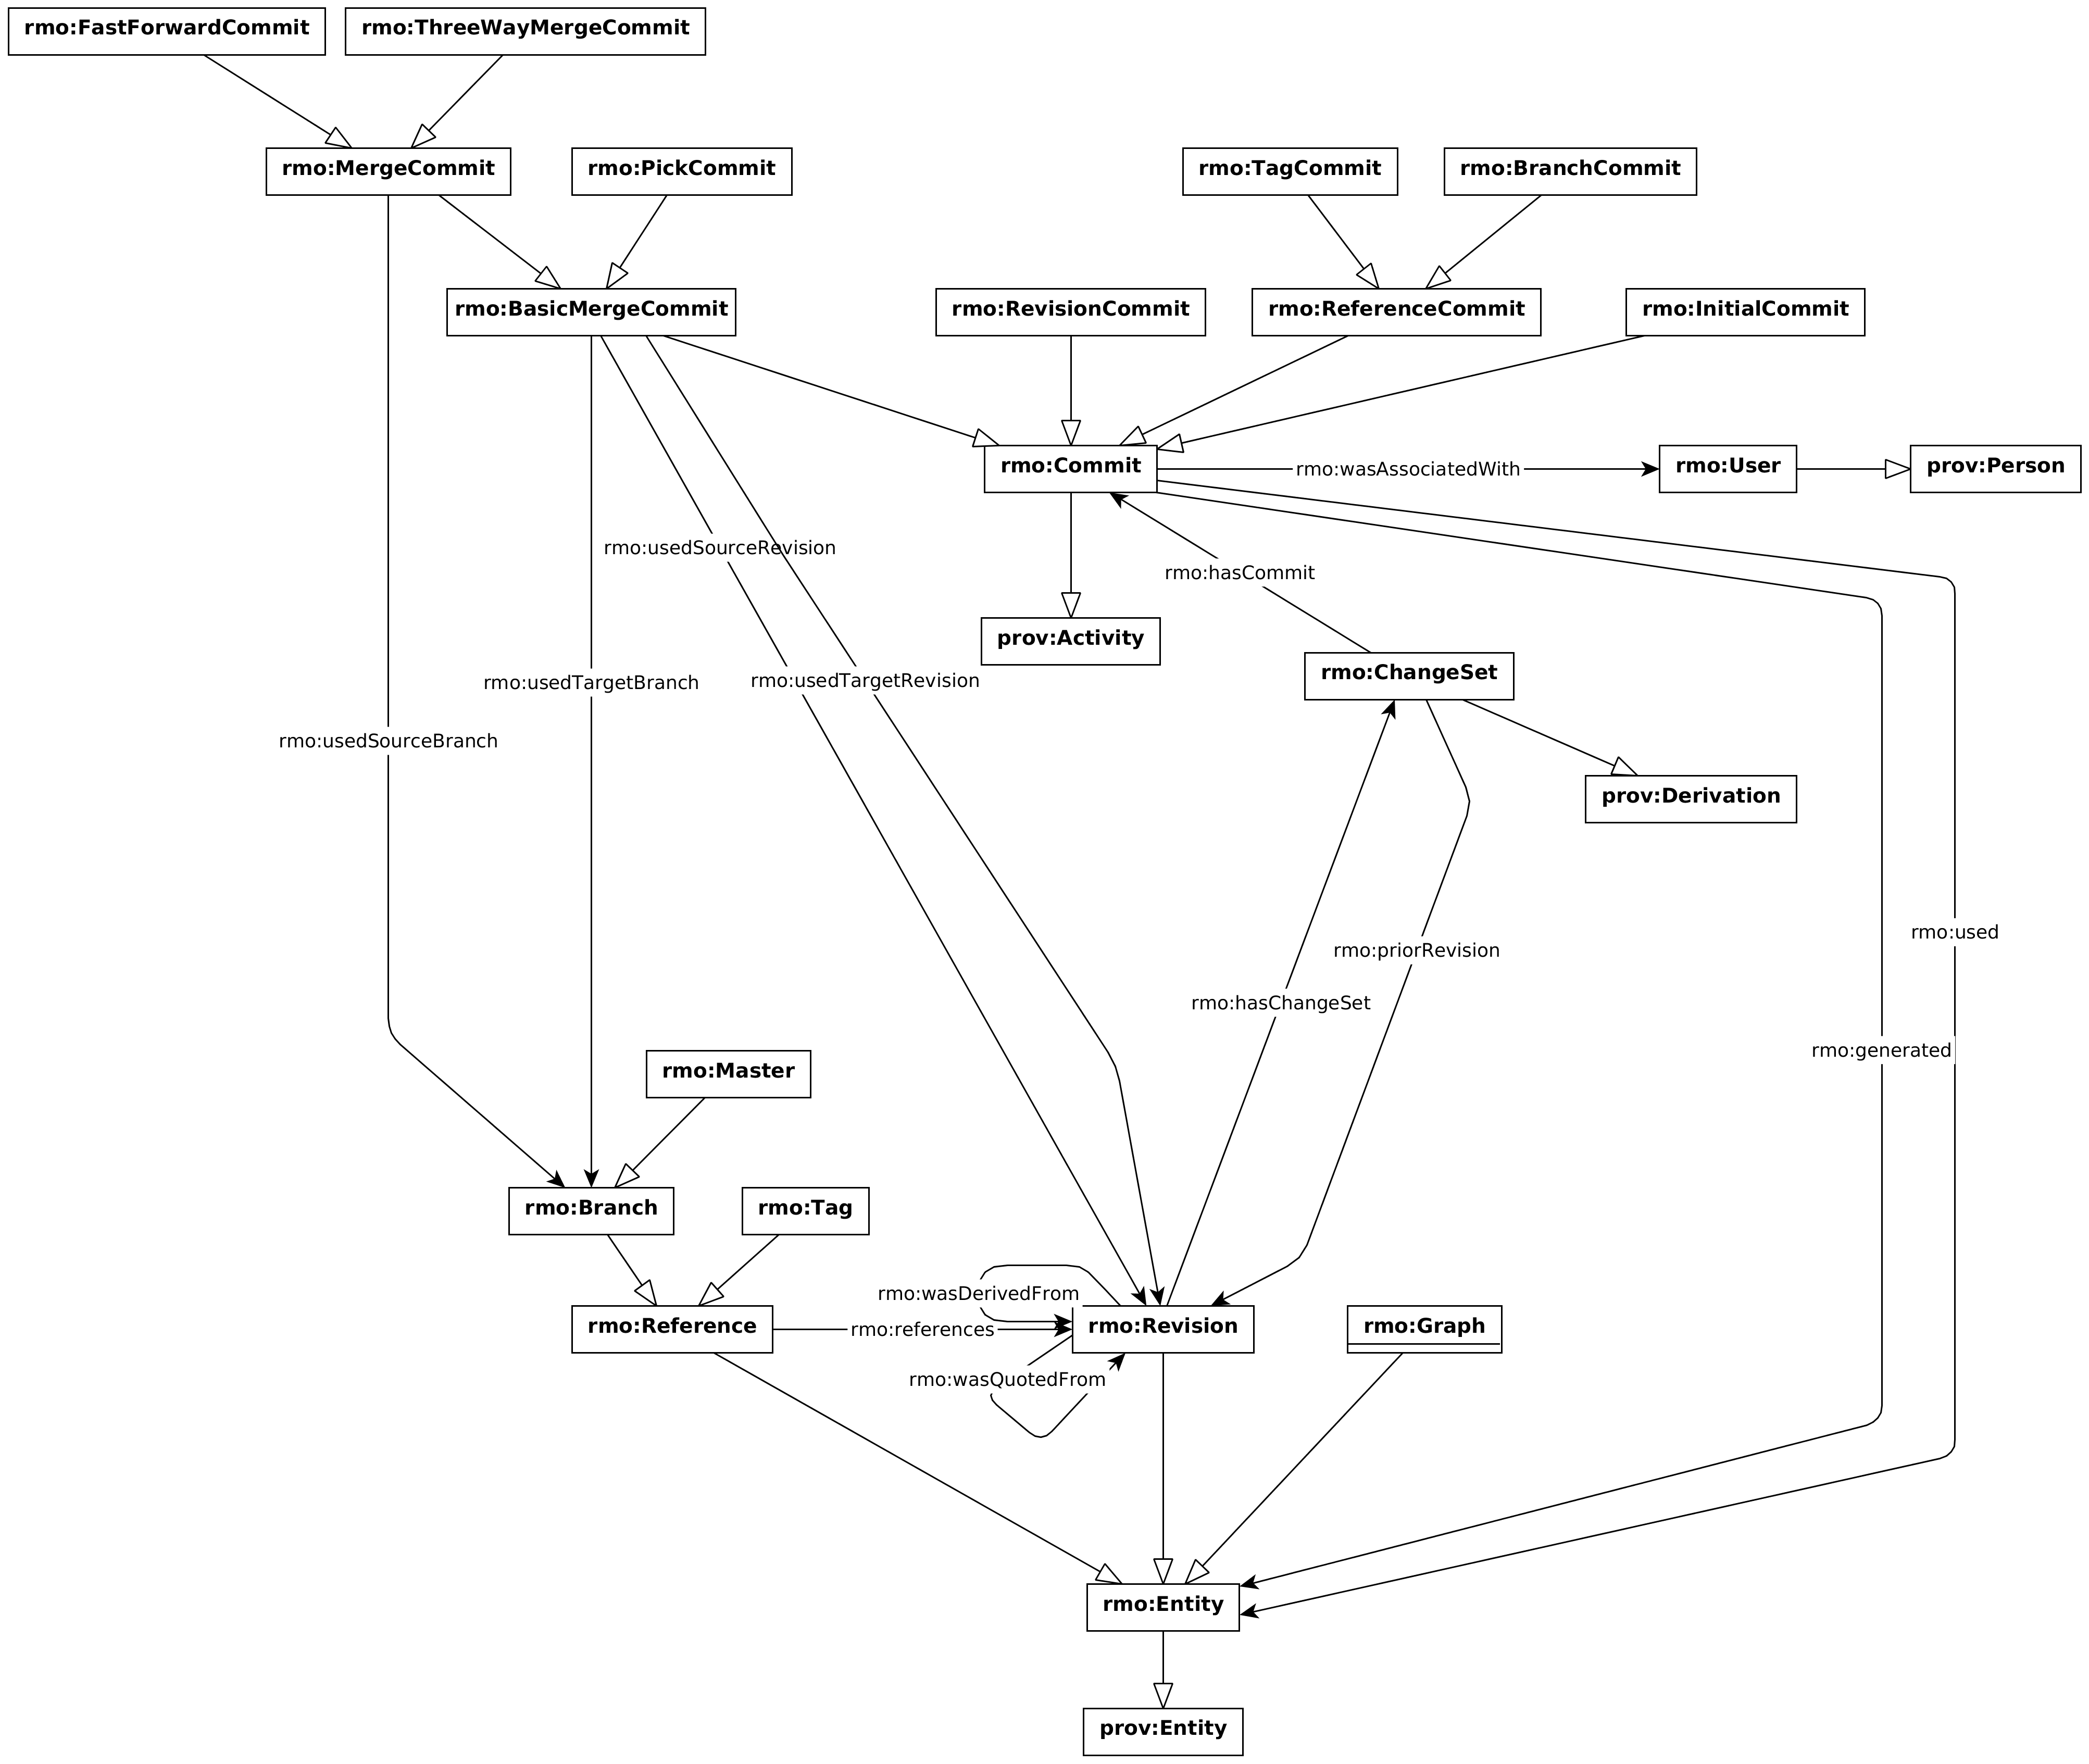 rmo:FastForwardCommit
rmo:ThreeWayMergeCommit
rmo:MergeCommit
rmo:PickCommit
rmo:TagCommit
rmo:BranchCommit
rmo:BasicMergeCommit
rmo:RevisionCommit
rmo:ReferenceCommit
rmo:InitialCommit
rmo:Commit
rmo:wasAssociatedWith
rmo:User
prov:Person
rmo:usedSourceRevision
rmo:hasCommit
prov:Activity
rmo:ChangeSet
rmo:usedTargetBranch
rmo:usedTargetRevision
rmo:usedSourceBranch
prov:Derivation
rmo:used
rmo:priorRevision
rmo:hasChangeSet
rmo:generated
rmo:Master
rmo:Branch
rmo:Tag
rmo:wasDerivedFrom
rmo:Reference
rmo:references
rmo:Revision
rmo:Graph
rmo:wasQuotedFrom
rmo:Entity
prov:Entity